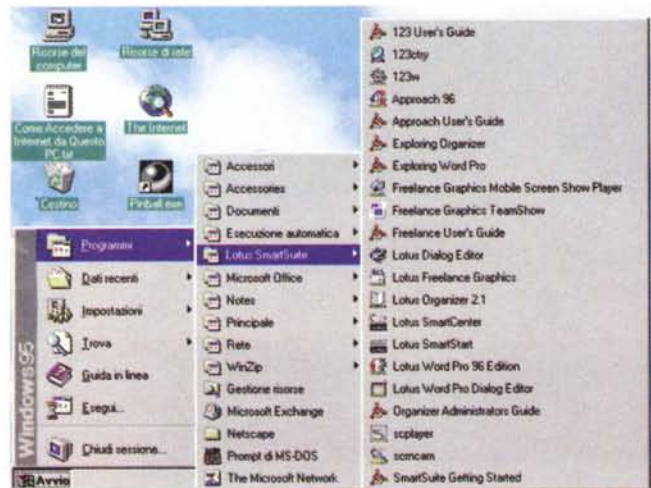 Risorse del
computer
Risorse di rete
Come Accedere a
Internet da Questo
PC.txt
The Internet
Cestino
Pinball.exe
Windows 95
Programmi
Dati recenti
Impostazioni
Trova
Guida in linea
Esegui...
Chiudi sessione...
Avvio
Accessori
Accessories
Documenti
Esecuzione automatica
Lotus SmartSuite
Microsoft Office
Notes
Principale
Rete
WinZip
Gestione risorse
Microsoft Exchange
Netscape
Prompt di MS-DOS
The Microsoft Network
123 User's Guide
123ctry
123w
Approach 96
Approach User's Guide
Exploring Organizer
Exploring Word Pro
Freelance Graphics Mobile Screen Show Player
Freelance Graphics TeamShow
Freelance User's Guide
Lotus Dialog Editor
Lotus Freelance Graphics
Lotus Organizer 2.1
Lotus SmartCenter
Lotus SmartStart
Lotus Word Pro 96 Edition
Lotus Word Pro Dialog Editor
Organizer Administrators Guide
scplayer
scrncam
SmartSuite Getting Started